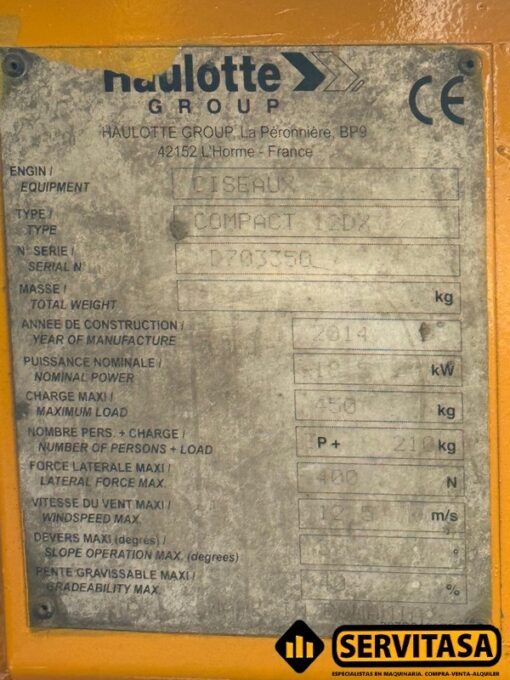 Haulotte
GROUP
CE
HAULOTTE GROUP, La Péronnière, BP9
42152 L'Horme - France
ENGIN / EQUIPMENT CISEAUX
TYPE / TYPE COMPACT 12DX
N° SERIE / SERIAL N° D703350
MASSE / TOTAL WEIGHT kg
ANNEE DE CONSTRUCTION / YEAR OF MANUFACTURE 2014
PUISSANCE NOMINALE / NOMINAL POWER kW
CHARGE MAXI / MAXIMUM LOAD 450 kg
NOMBRE PERS. + CHARGE / NUMBER OF PERSONS + LOAD P + 210 kg
FORCE LATERALE MAXI / LATERAL FORCE MAX. 400 N
VITESSE DU VENT MAXI / WINDSPEED MAX. 12.5 m/s
DEVERS MAXI (degrés) / SLOPE OPERATION MAX. (degrees) °
PENTE GRAVISSABLE MAXI / GRADEABILITY MAX. 40 %
SERVITASA
ESPECIALISTAS EN MAQUINARIA. COMPRA-VENTA-ALQUILER